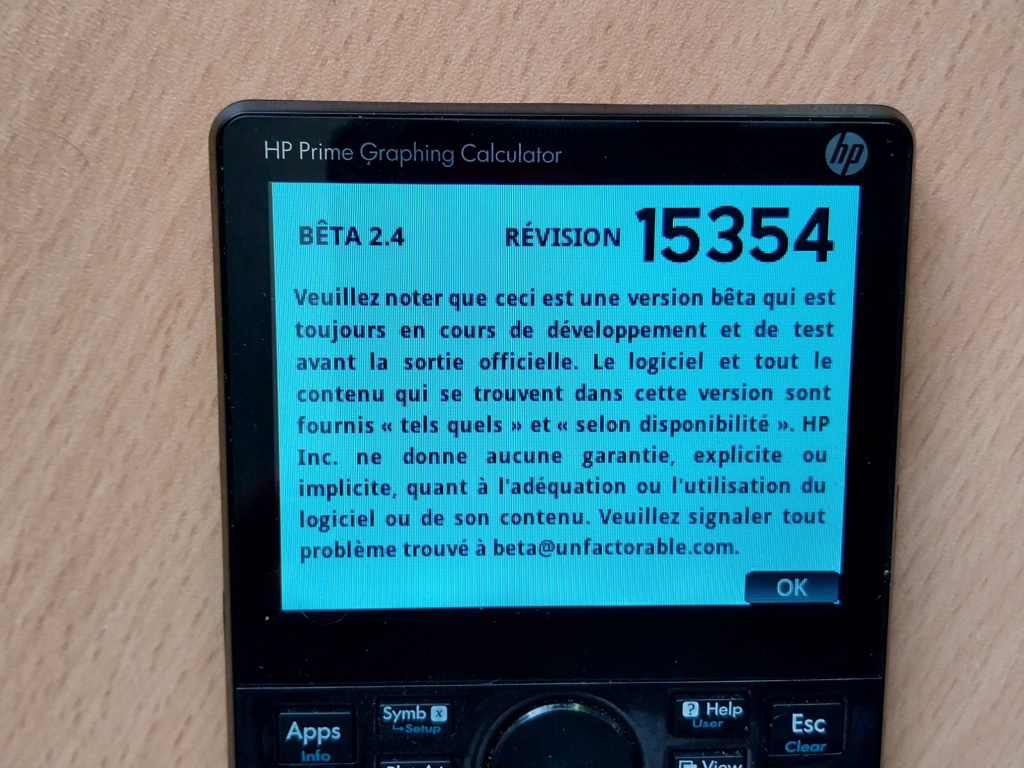 HP Prime Graphing Calculator
hp
BÊTA 2.4 RÉVISION 15354
Veuillez noter que ceci est une version bêta qui est
toujours en cours de développement et de test
avant la sortie officielle. Le logiciel et tout le
contenu qui se trouvent dans cette version sont
fournis « tels quels » et « selon disponibilité ». HP
Inc. ne donne aucune garantie, explicite ou
implicite, quant à l'adéquation ou l'utilisation du
logiciel ou de son contenu. Veuillez signaler tout
problème trouvé à beta@unfactorable.com.
OK
Apps
Info
Symb x
Setup
? Help
User
Esc
Clear
View